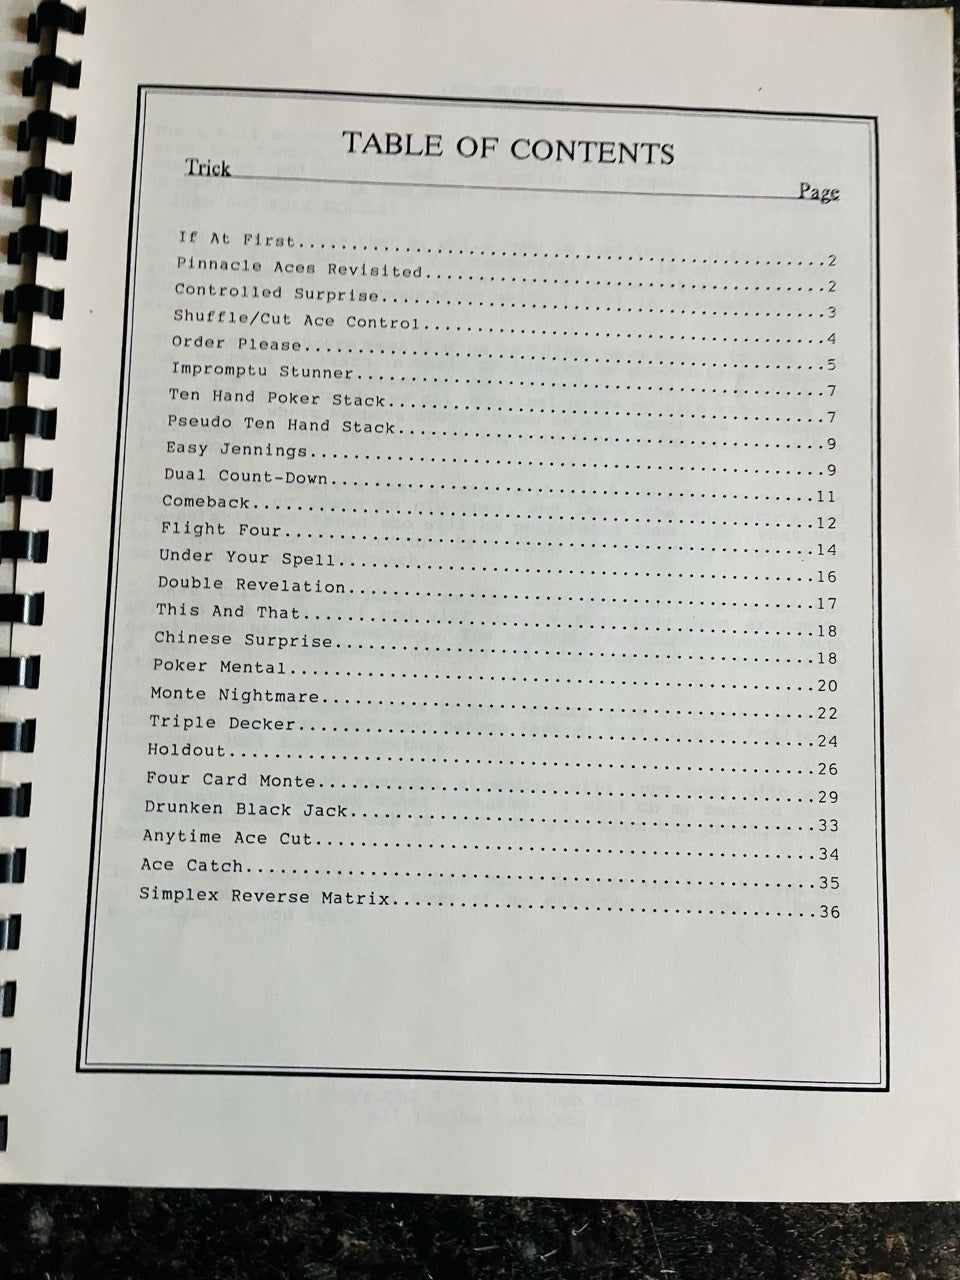 TABLE OF CONTENTS
Trick Page
If At First.......................................................2
Pinnacle Aces Revisited...........................................2
Controlled Surprise...............................................3
Shuffle/Cut Ace Control...........................................4
Order Please......................................................5
Impromptu Stunner.................................................7
Ten Hand Poker Stack..............................................7
Pseudo Ten Hand Stack.............................................9
Easy Jennings.....................................................9
Dual Count-Down..................................................11
Comeback.........................................................12
Flight Four......................................................14
Under Your Spell.................................................16
Double Revelation................................................17
This And That....................................................18
Chinese Surprise.................................................18
Poker Mental.....................................................20
Monte Nightmare..................................................22
Triple Decker....................................................24
Holdout..........................................................26
Four Card Monte..................................................29
Drunken Black Jack...............................................33
Anytime Ace Cut..................................................34
Ace Catch........................................................35
Simplex Reverse Matrix...........................................36